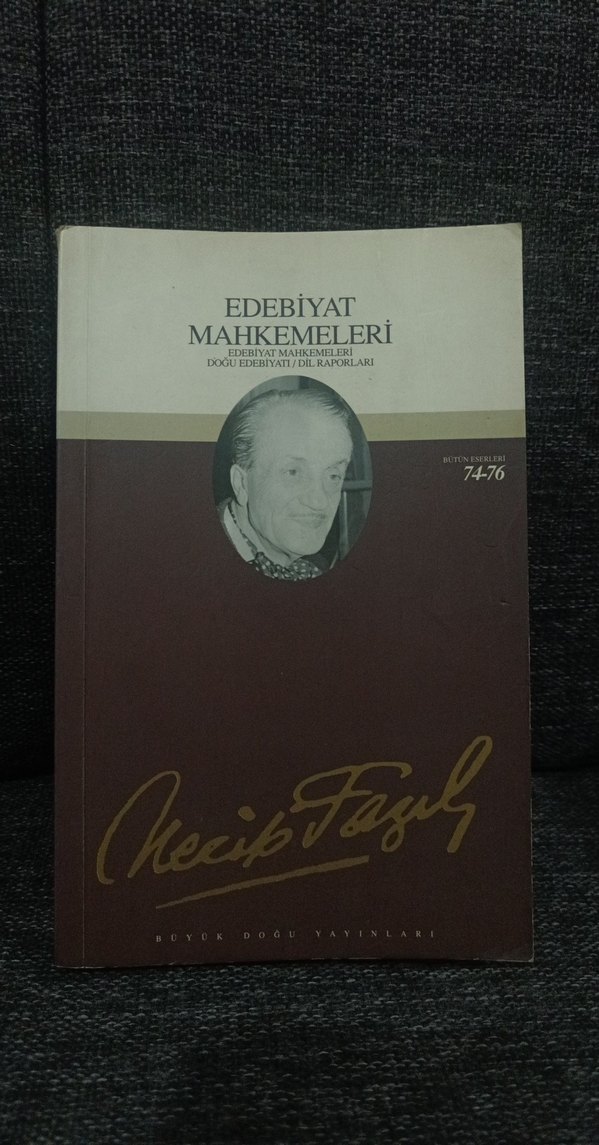 EDEBİYAT
MAHKEMELERİ
EDEBİYAT MAHKEMELERİ
DOĞU EDEBİYATI / DİL RAPORLARI
BÜTÜN ESERLERİ
74-76
Necip Fazıl
BÜYÜK DOĞU YAYINLARI